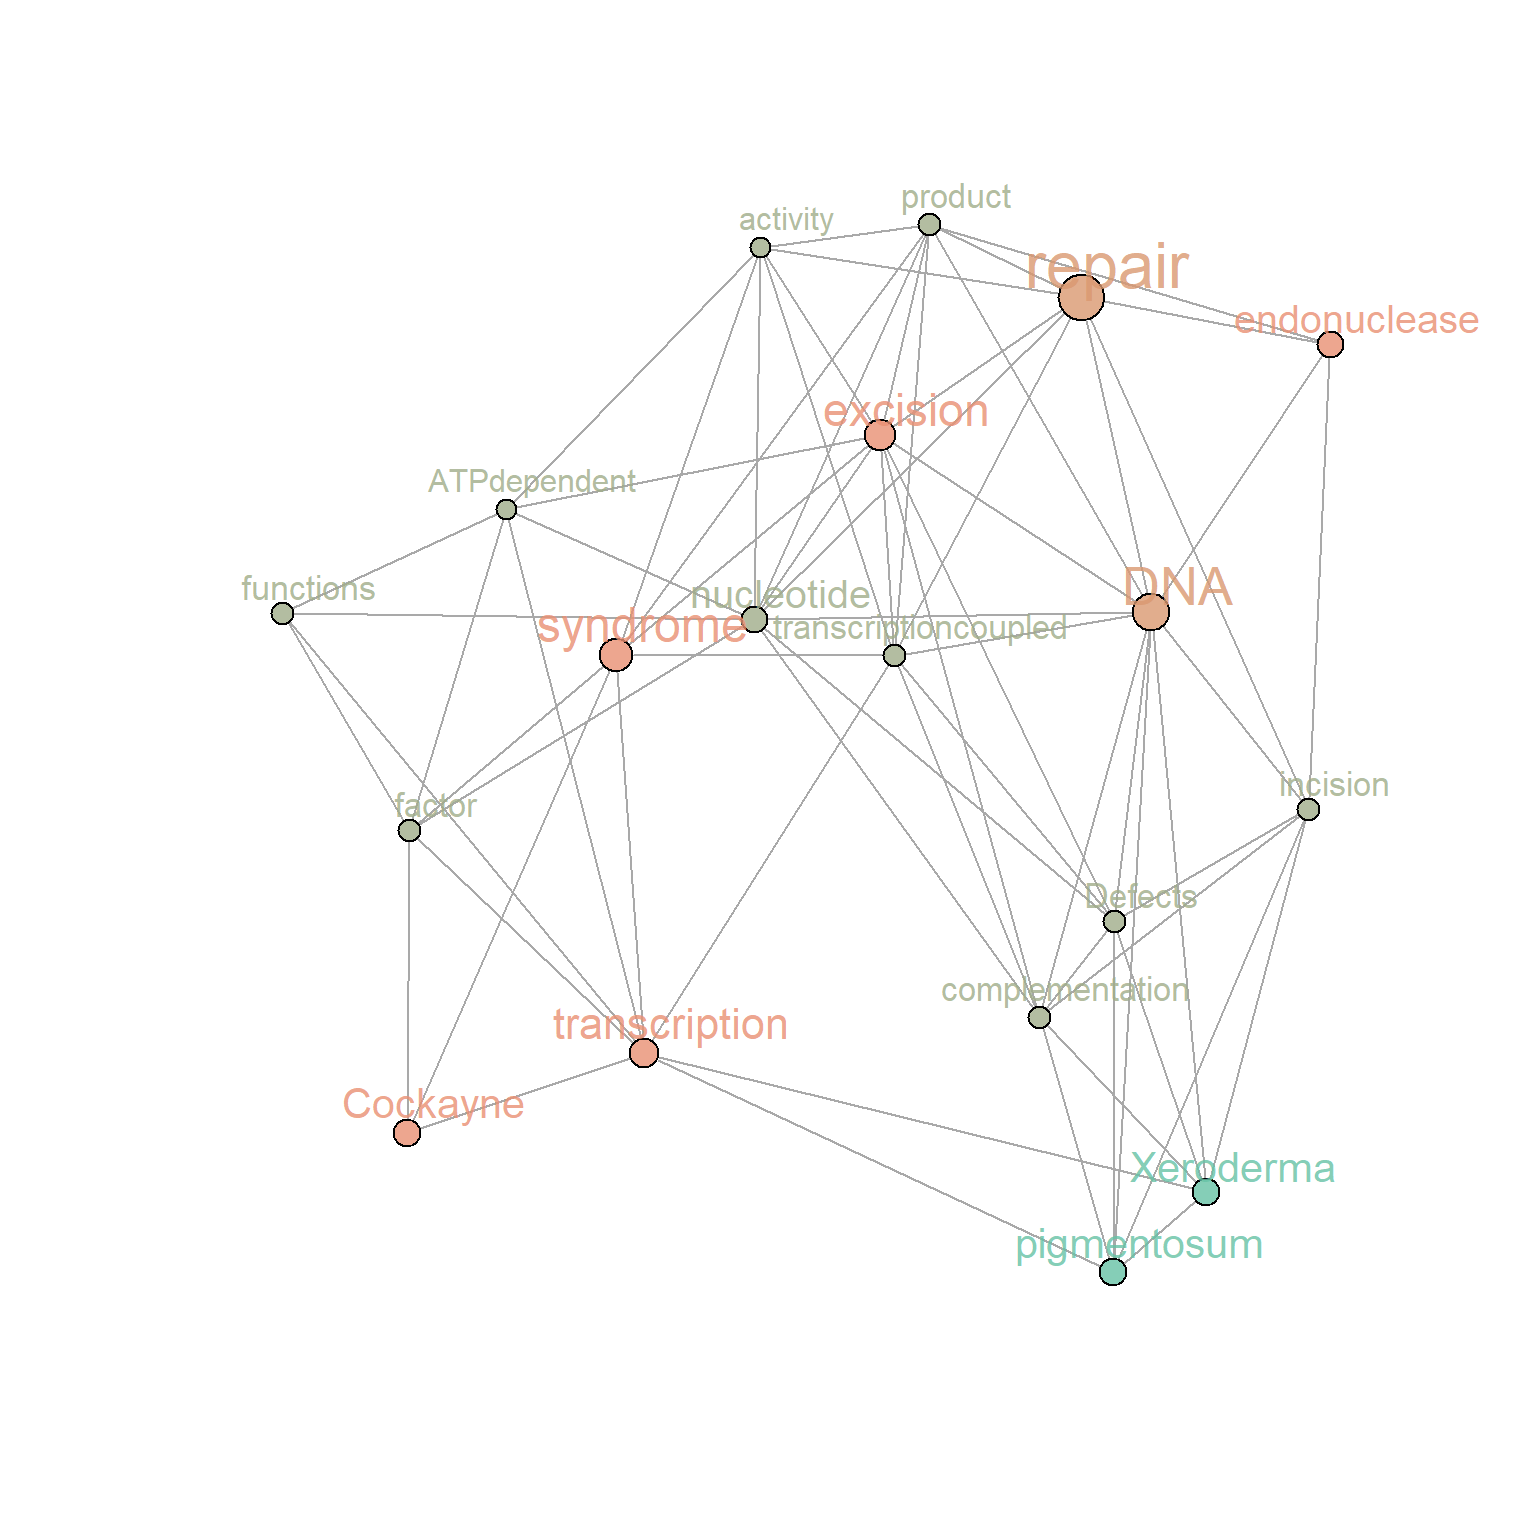 product
activity
repair
endonuclease
excision
ATPdependent
functions
nucleotide
DNA
syndrome
transcriptioncoupled
factor
incision
Defects
complementation
transcription
Cockayne
Xeroderma
pigmentosum